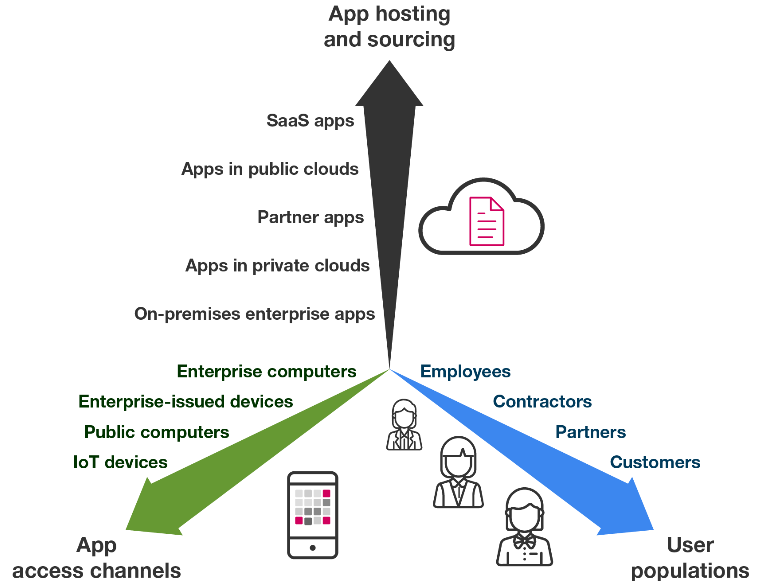 App hosting
and sourcing
SaaS apps
Apps in public clouds
Partner apps
Apps in private clouds
On-premises enterprise apps
Enterprise computers
Enterprise-issued devices
Public computers
IoT devices
App
access channels
Employees
Contractors
Partners
Customers
User
populations